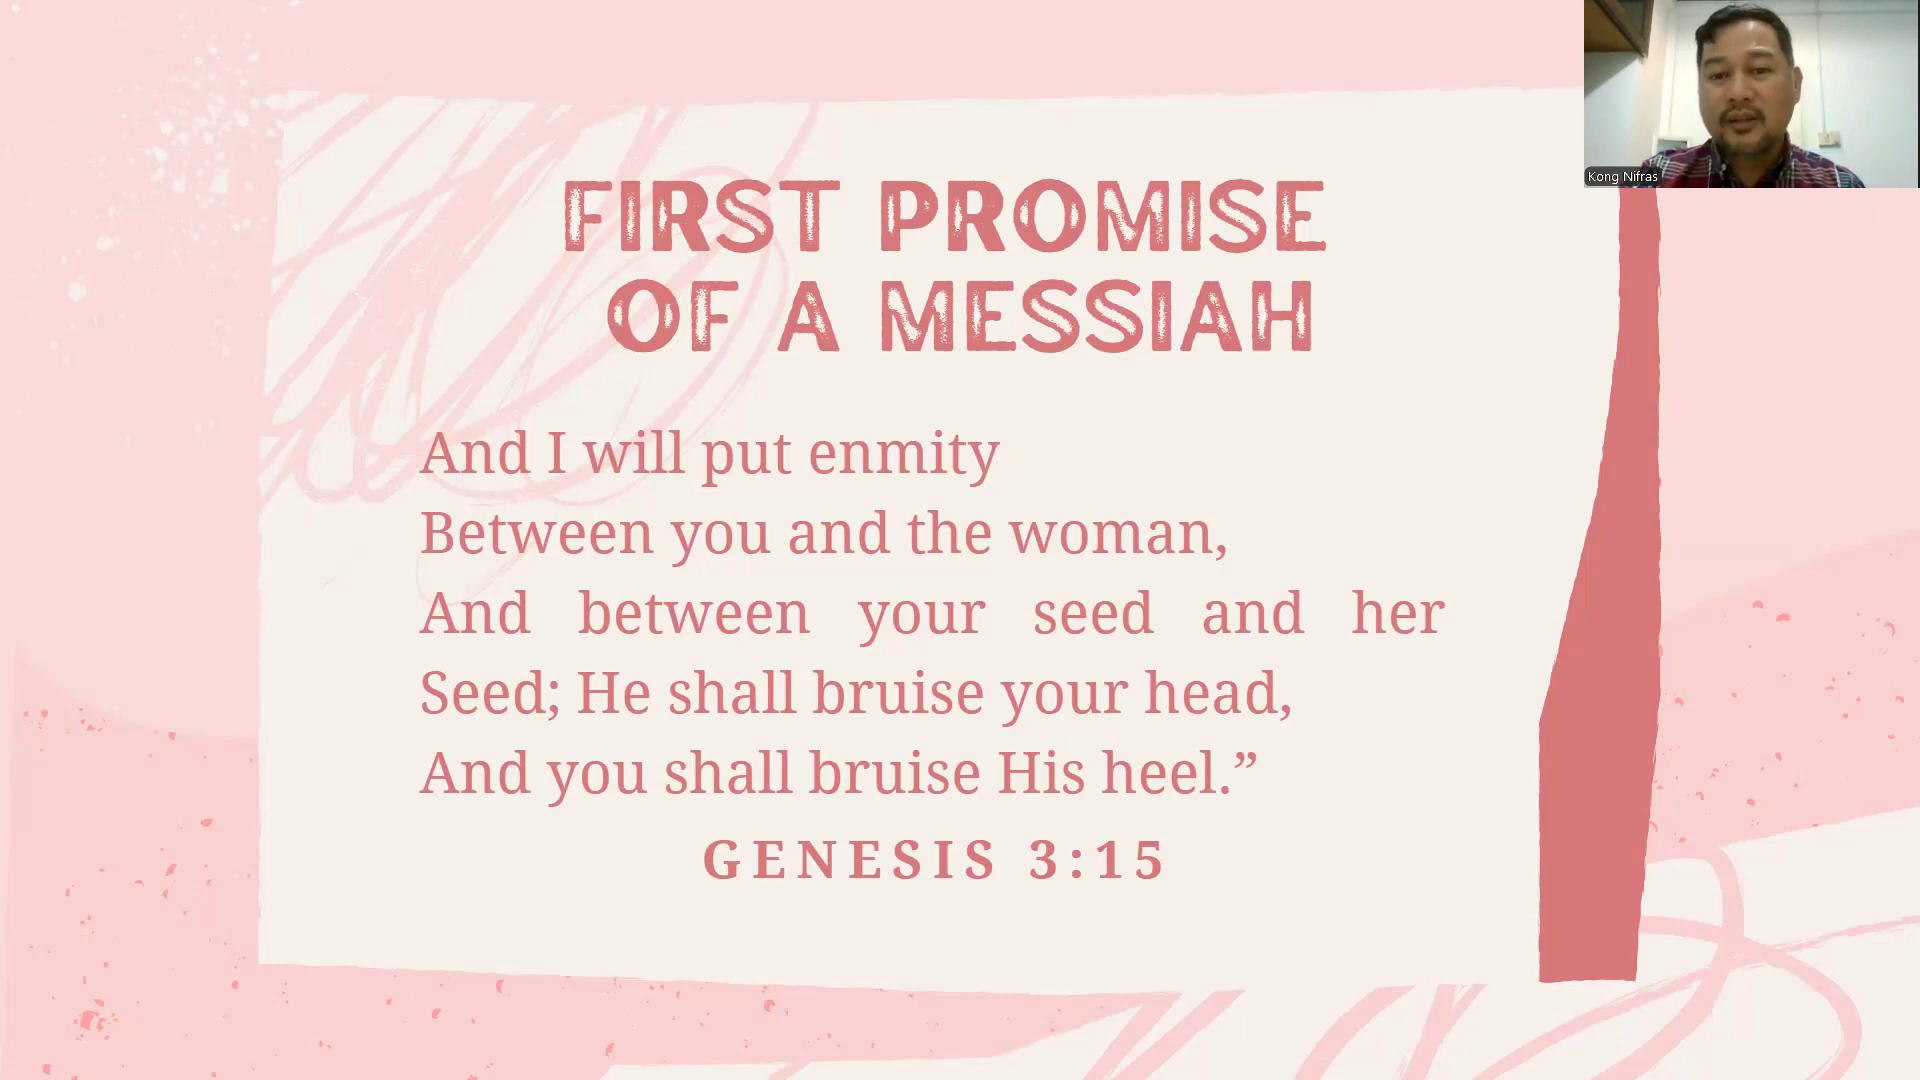 FIRST PROMISE
OF A MESSIAH
And I will put enmity
Between you and the woman,
And between your seed and her
Seed; He shall bruise your head,
And you shall bruise His heel.”
GENESIS 3:15
Kong Nifras